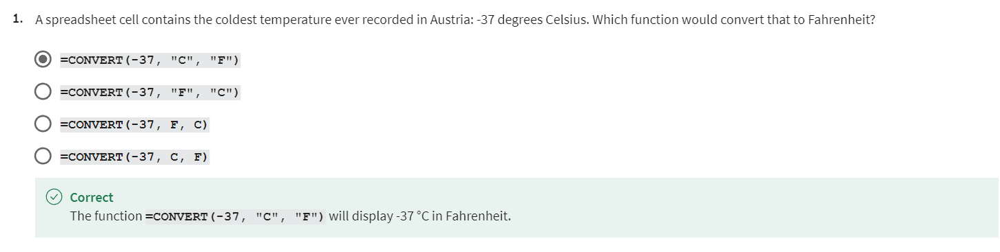 1. A spreadsheet cell contains the coldest temperature ever recorded in Austria: -37 degrees Celsius. Which function would convert that to Fahrenheit?
=CONVERT(-37, "C", "F")
=CONVERT(-37, "F", "C")
=CONVERT(-37, F, C)
=CONVERT(-37, C, F)
Correct
The function =CONVERT(-37, "C", "F") will display -37 °C in Fahrenheit.